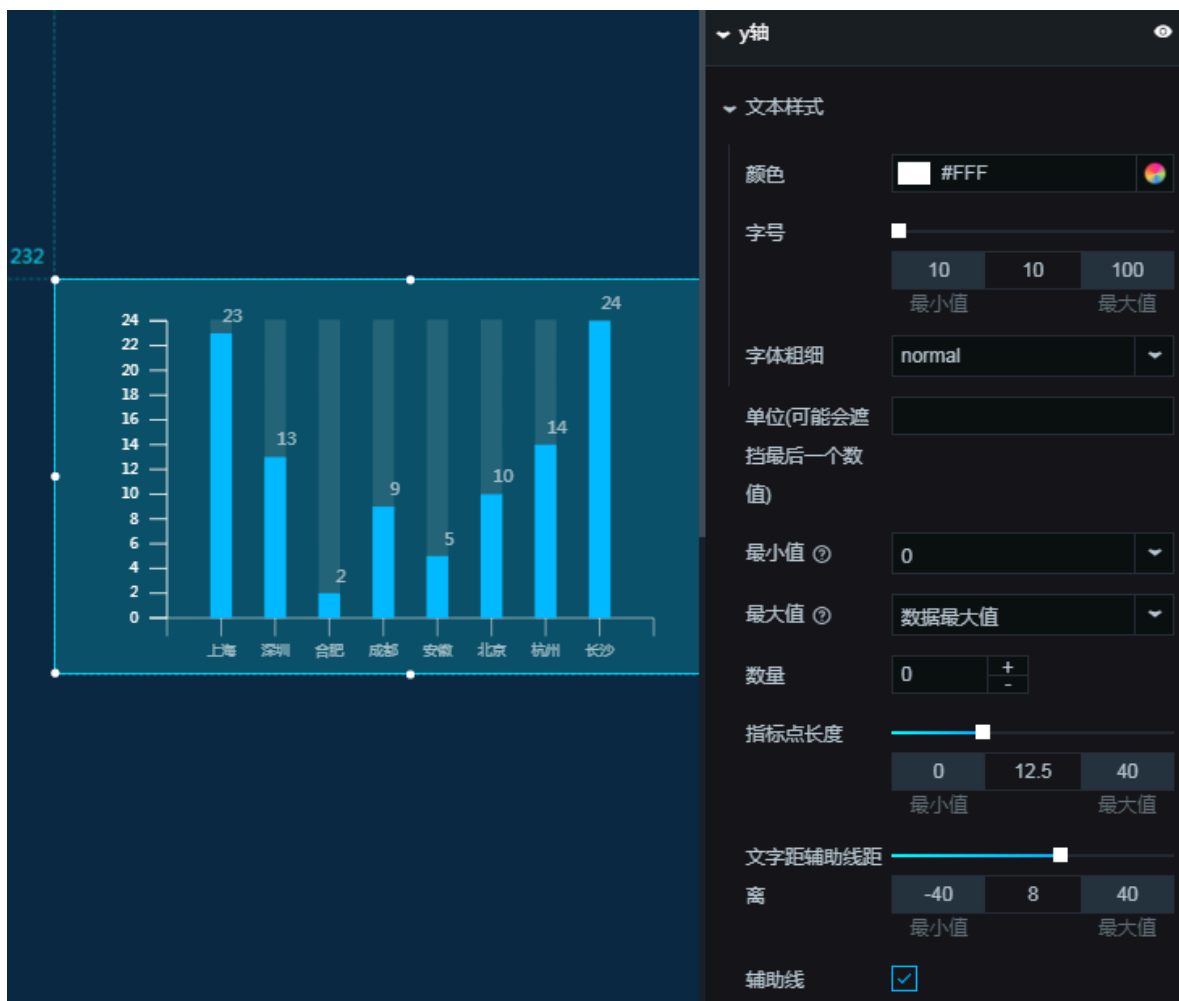 232
24
22
20
18
16
14
12
10
8
6
4
2
0
23
13
2
9
5
10
14
24
上海 深圳 合肥 成都 安徽 北京 杭州 长沙
y轴
文本样式
颜色 #FFF
字号
10 10 100
最小值 最大值
字体粗细 normal
单位(可能会遮
挡最后一个数
值)
最小值 0
最大值 数据最大值
数量 0 + -
指标点长度
0 12.5 40
最小值 最大值
文字距辅助线距
离
-40 8 40
最小值 最大值
辅助线